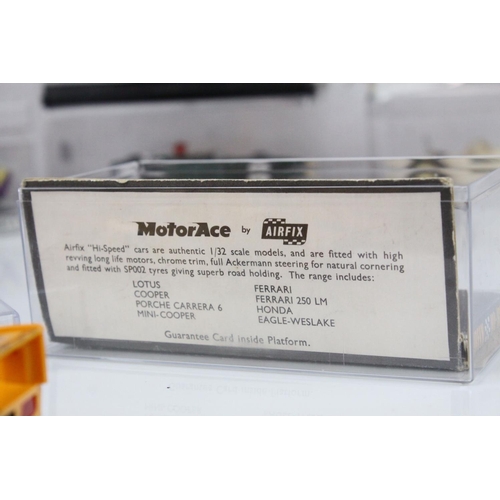 MotorAce by AIRFIX
Airfix "Hi-Speed" cars are authentic 1/32 scale models, and are fitted with high
revving long life motors, chrome trim, full Ackermann steering for natural cornering
and fitted with SP002 tyres giving superb road holding. The range includes:
LOTUS FERRARI
COOPER FERRARI 250 LM
PORCHE CARRERA 6 HONDA
MINI-COOPER EAGLE-WESLAKE
Guarantee Card inside Platform.